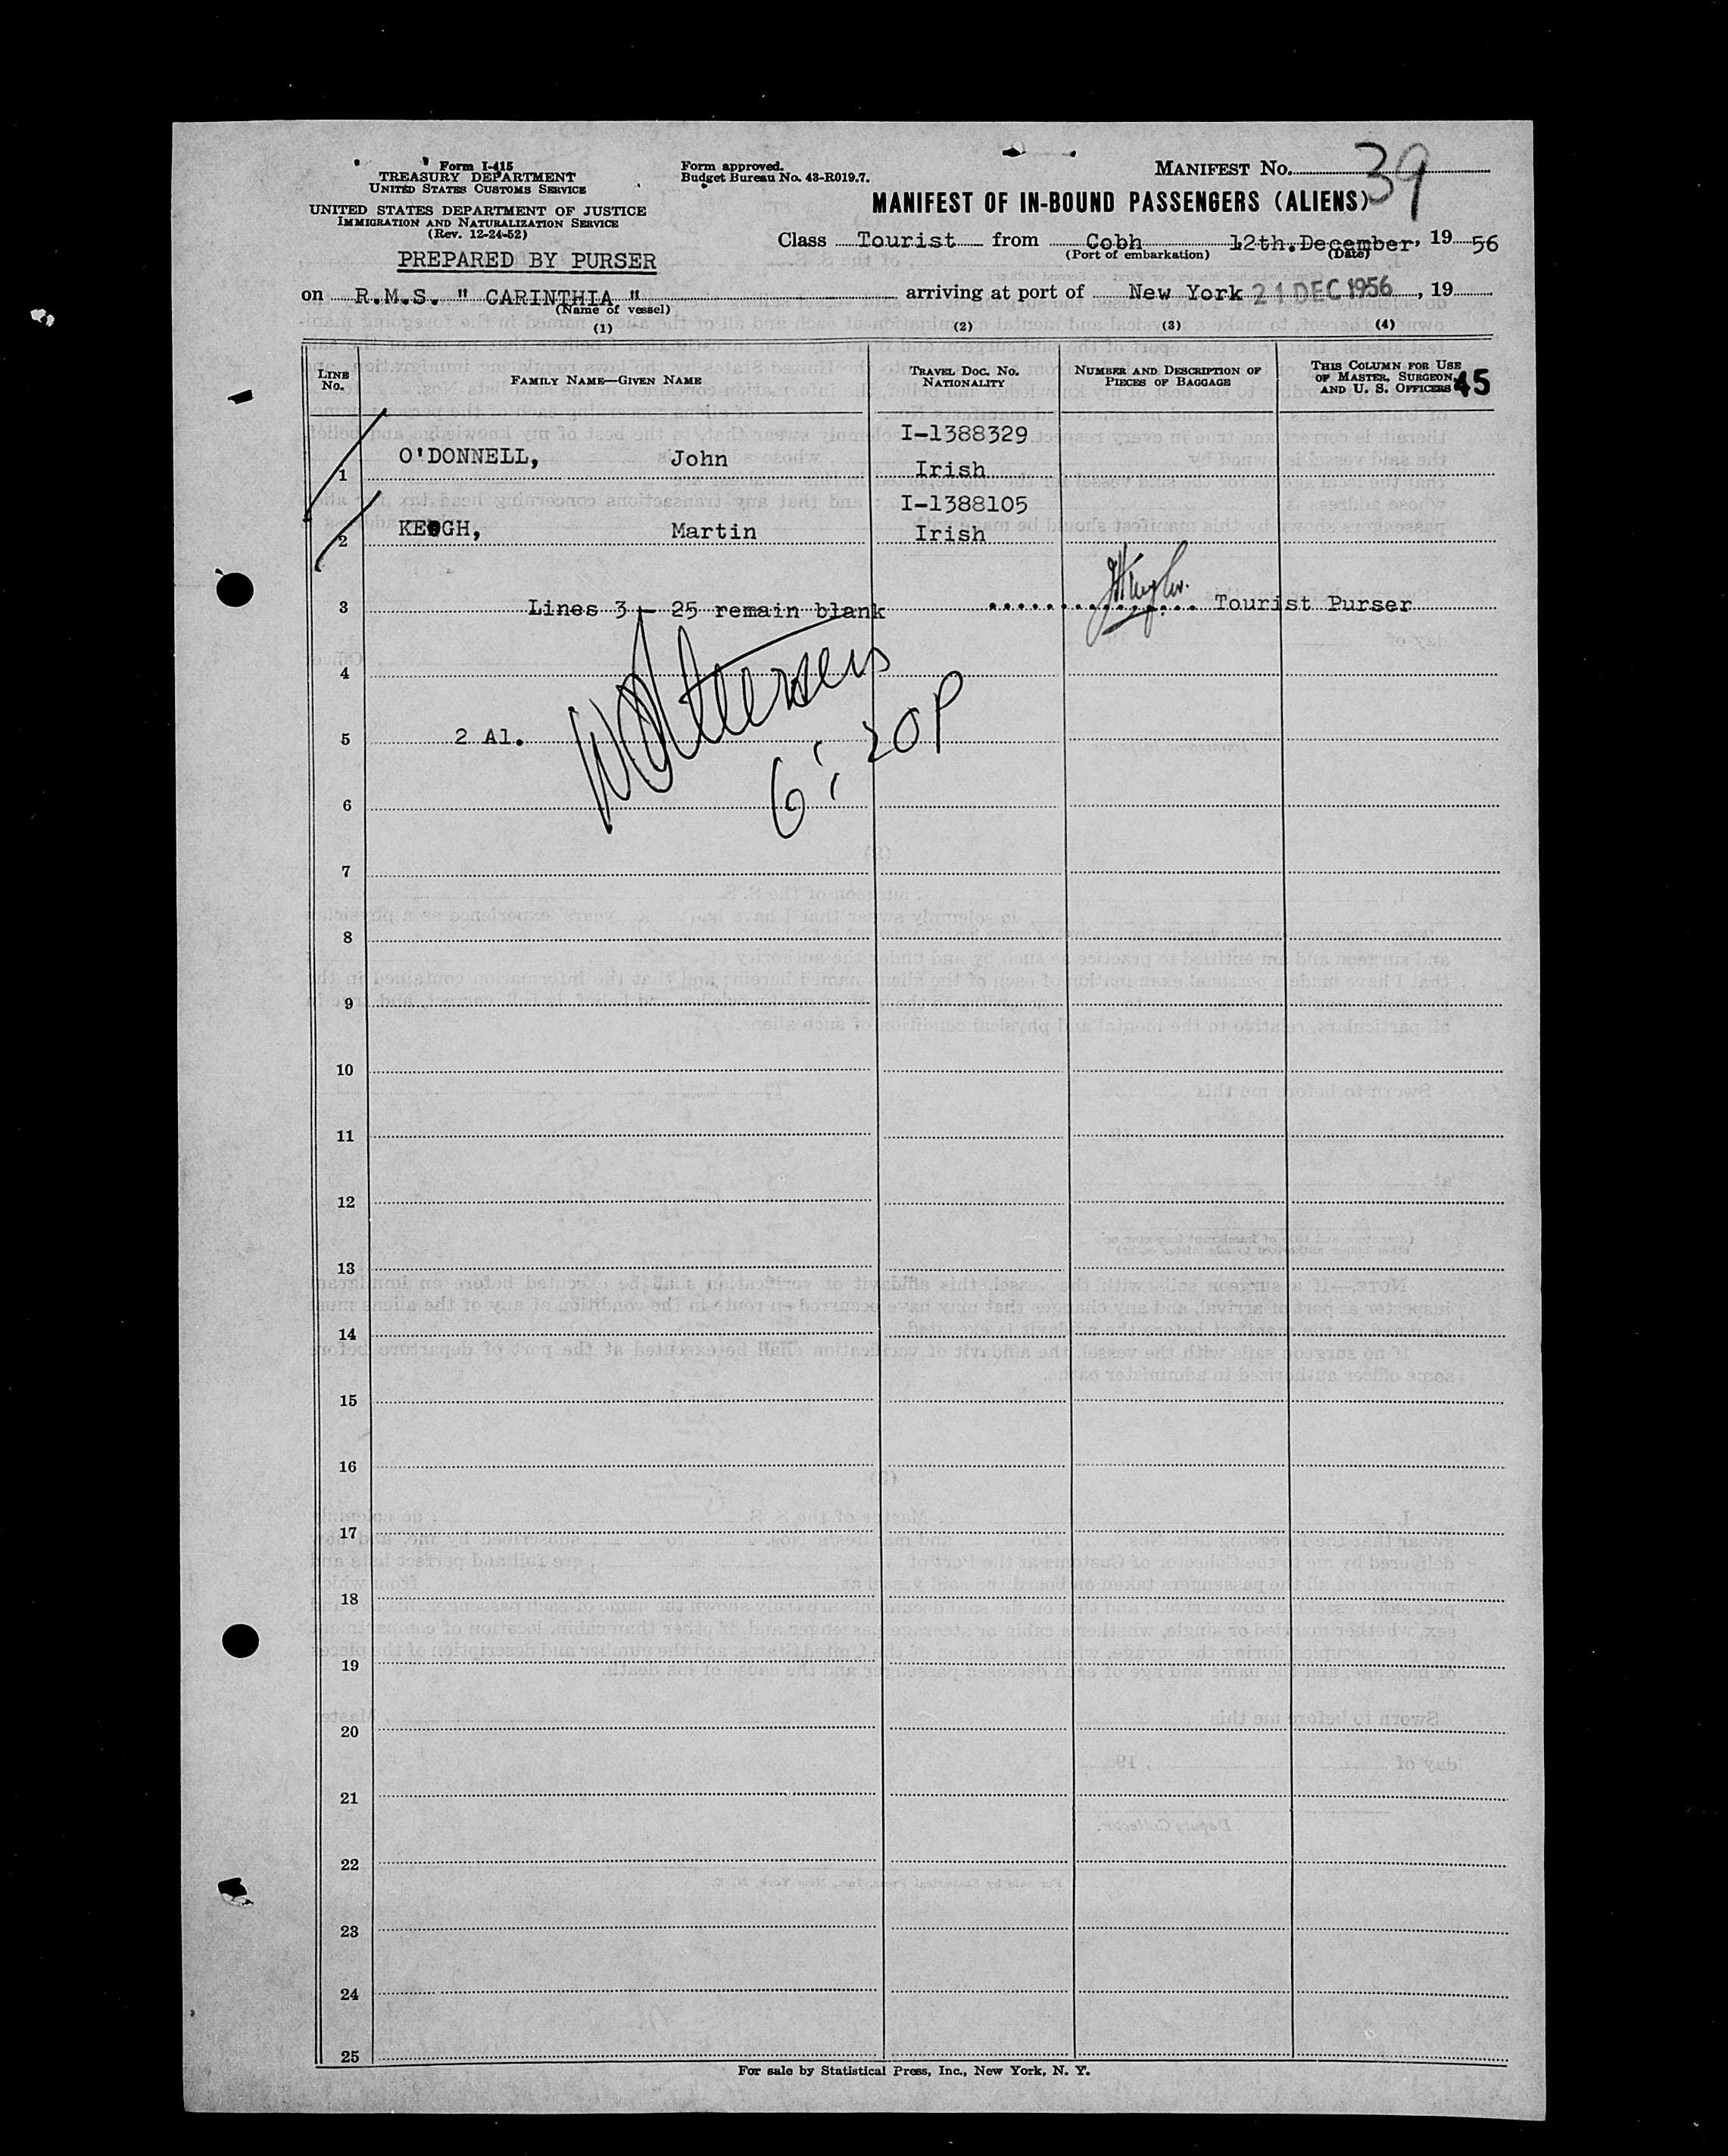 Form I-415
TREASURY DEPARTMENT
UNITED STATES CUSTOMS SERVICE
UNITED STATES DEPARTMENT OF JUSTICE
IMMIGRATION AND NATURALIZATION SERVICE
(Rev. 12-24-52)
PREPARED BY PURSER
Form approved.
Budget Bureau No. 43-R019.7.
MANIFEST No. 39
MANIFEST OF IN-BOUND PASSENGERS (ALIENS)
Class Tourist from Cobh 12th.December, 19 56
(Port of embarkation) (Date)
on R.M.S. " CARINTHIA " arriving at port of New York 21 DEC 1956, 19
(Name of vessel)
(1) (2) (3) (4)
LINE No. FAMILY NAME—GIVEN NAME TRAVEL DOC. NO. NATIONALITY NUMBER AND DESCRIPTION OF PIECES OF BAGGAGE THIS COLUMN FOR USE OF MASTER, SURGEON, AND U. S. OFFICERS 45
I-1388329
1 O'DONNELL, John Irish
I-1388105
2 KEOGH, Martin Irish
3 Lines 3 - 25 remain blank Tourist Purser
4
5 2 Al.
6:20P
6
7
8
9
10
11
12
13
14
15
16
17
18
19
20
21
22
23
24
25
For sale by Statistical Press, Inc., New York, N. Y.